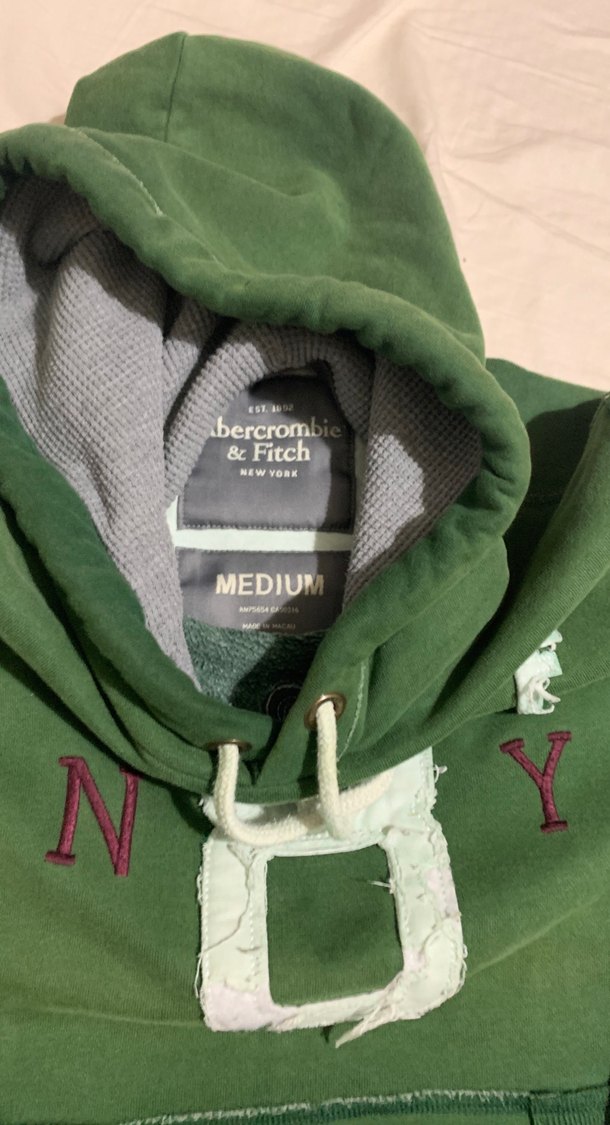 EST. 1892
Abercrombie
& Fitch
NEW YORK
MEDIUM
MADE IN MACAU
N Y